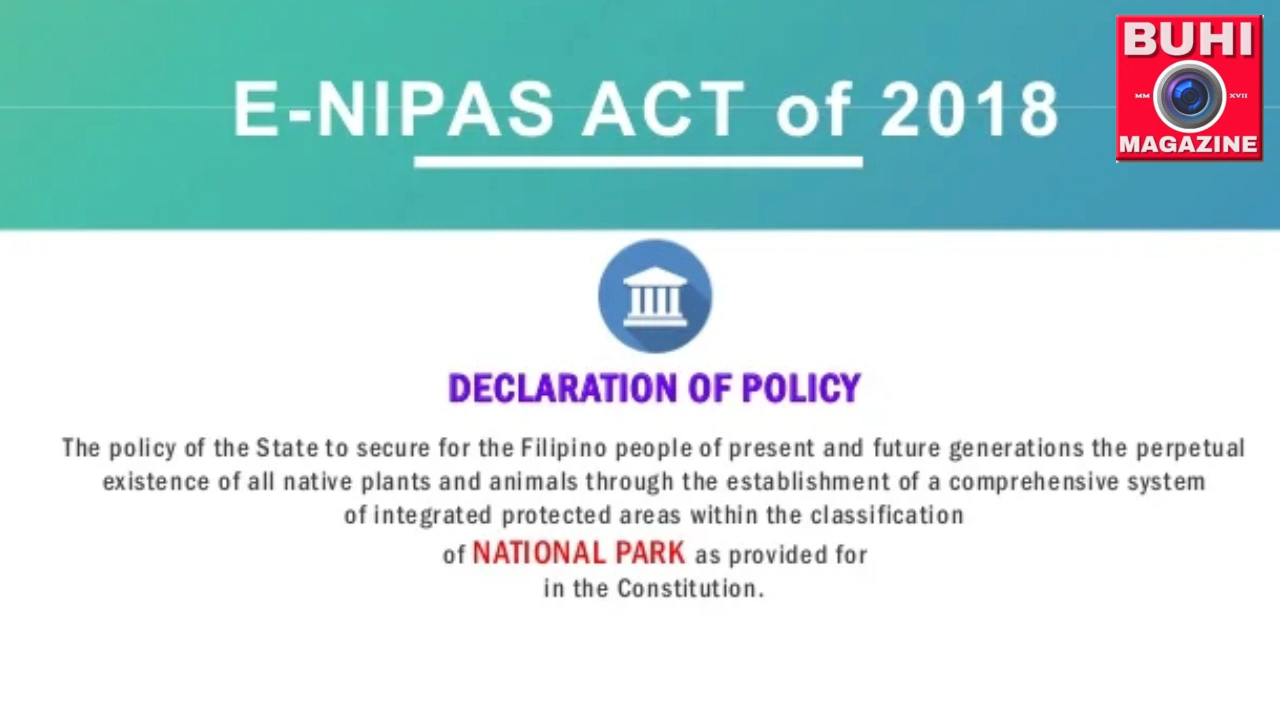 E-NIPAS ACT of 2018
BUHI
MM XVII
MAGAZINE
DECLARATION OF POLICY
The policy of the State to secure for the Filipino people of present and future generations the perpetual
existence of all native plants and animals through the establishment of a comprehensive system
of integrated protected areas within the classification
of NATIONAL PARK as provided for
in the Constitution.